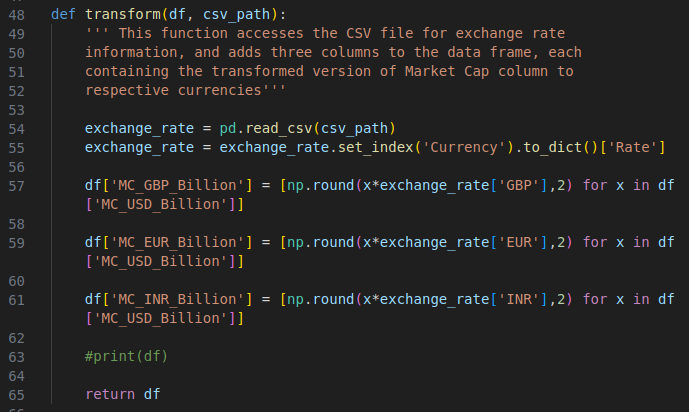 48 def transform(df, csv_path):
49     ''' This function accesses the CSV file for exchange rate
50     information, and adds three columns to the data frame, each
51     containing the transformed version of Market Cap column to
52     respective currencies'''
53
54     exchange_rate = pd.read_csv(csv_path)
55     exchange_rate = exchange_rate.set_index('Currency').to_dict()['Rate']
56
57     df['MC_GBP_Billion'] = [np.round(x*exchange_rate['GBP'],2) for x in df
    ['MC_USD_Billion']]
58
59     df['MC_EUR_Billion'] = [np.round(x*exchange_rate['EUR'],2) for x in df
    ['MC_USD_Billion']]
60
61     df['MC_INR_Billion'] = [np.round(x*exchange_rate['INR'],2) for x in df
    ['MC_USD_Billion']]
62
63     #print(df)
64
65     return df